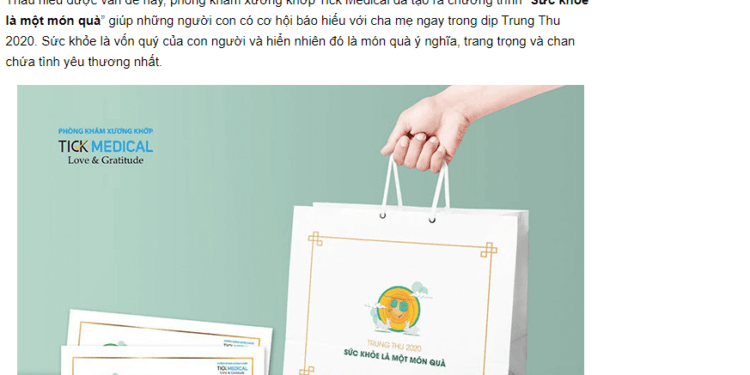 Thấu hiểu được vấn đề này, phòng khám xương khớp Tick Medical đã tạo ra chương trình "Sức khỏe
là một món quà" giúp những người con có cơ hội báo hiếu với cha mẹ ngay trong dịp Trung Thu
2020. Sức khỏe là vốn quý của con người và hiển nhiên đó là món quà ý nghĩa, trang trọng và chan
chứa tình yêu thương nhất.
PHÒNG KHÁM XƯƠNG KHỚP
TICK MEDICAL
Love & Gratitude
TRUNG THU 2020
SỨC KHỎE LÀ MỘT MÓN QUÀ
TICK MEDICAL
Love & Gratitude